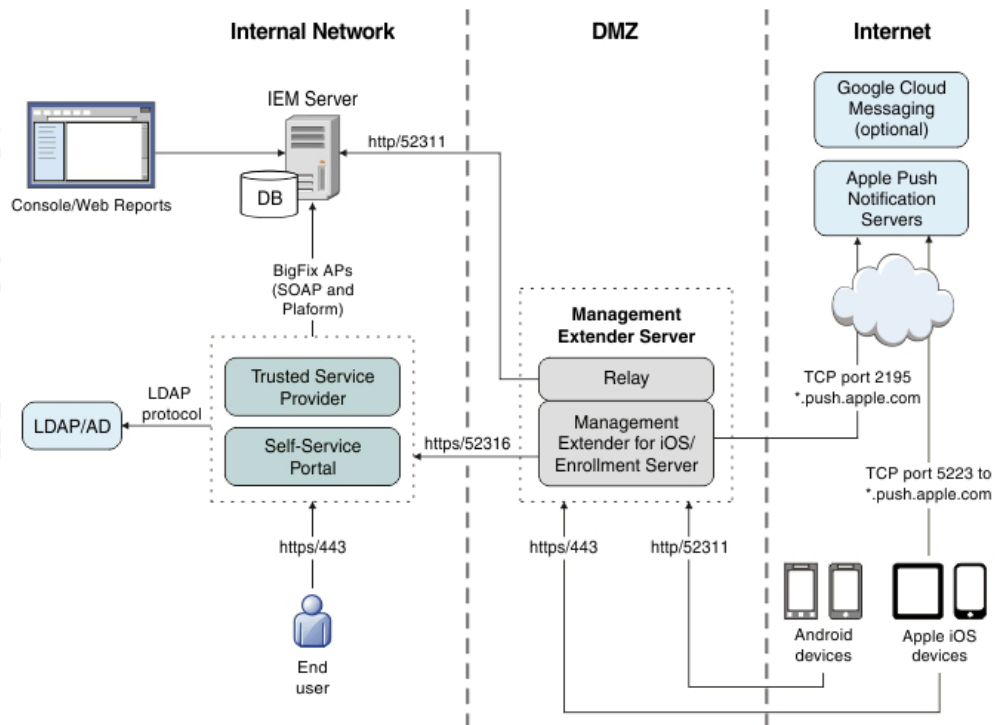 Internal Network
DMZ
Internet
IEM Server
DB
Console/Web Reports
http/52311
Google Cloud
Messaging
(optional)
Apple Push
Notification
Servers
BigFix APs
(SOAP and
Plaform)
Management
Extender Server
Relay
Management
Extender for iOS/
Enrollment Server
Trusted Service
Provider
Self-Service
Portal
LDAP
protocol
LDAP/AD
https/52316
TCP port 2195
*.push.apple.com
TCP port 5223 to
*.push.apple.com
https/443
https/443
http/52311
End
user
Android
devices
Apple iOS
devices